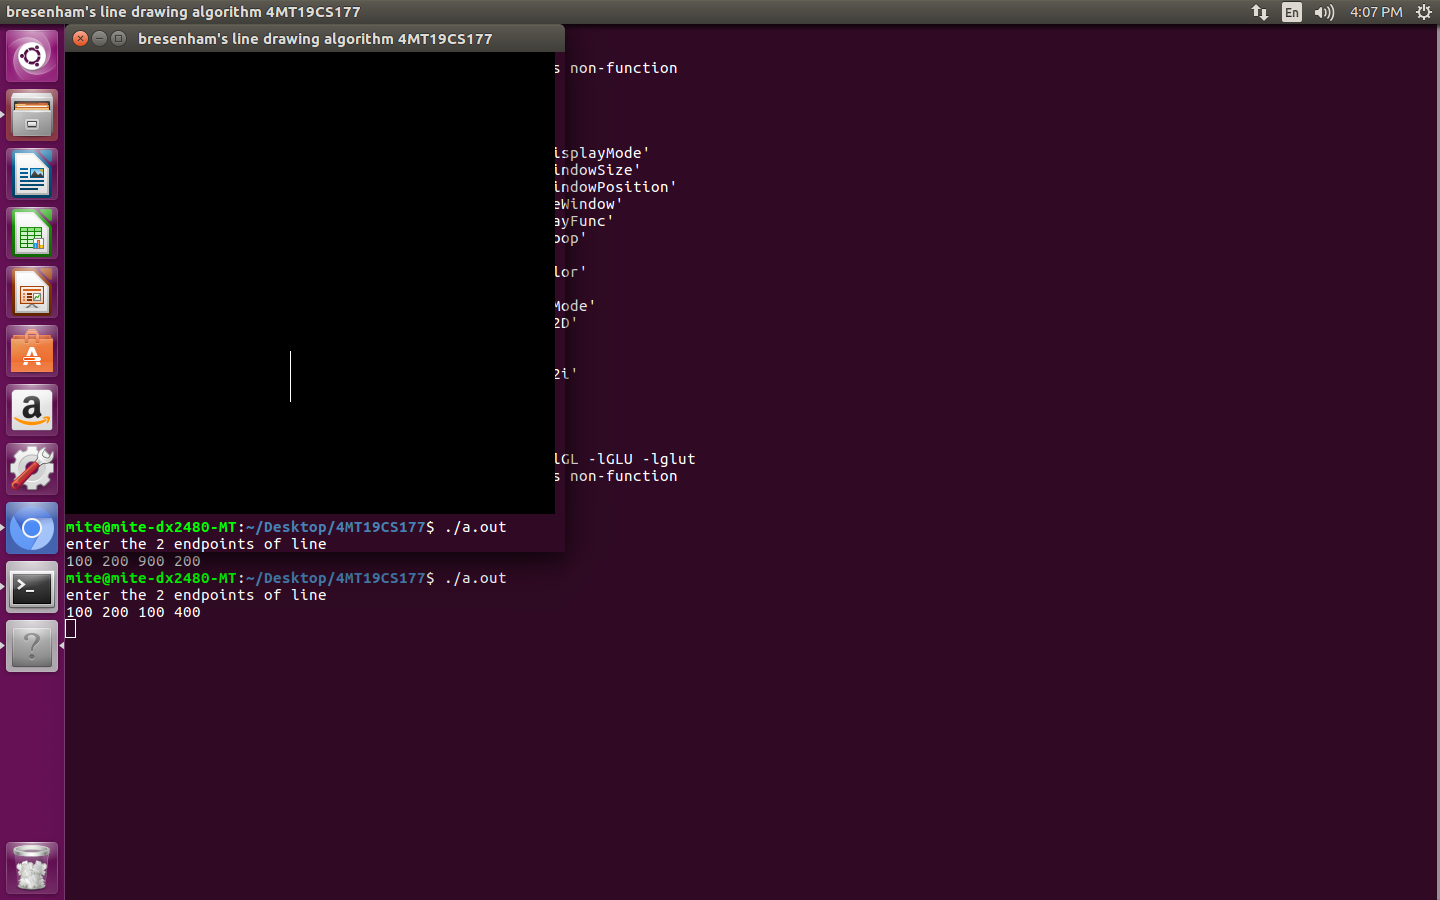 bresenham's line drawing algorithm 4MT19CS177
En
4:07 PM
bresenham's line drawing algorithm 4MT19CS177
s non-function
isplayMode'
indowSize'
indowPosition'
eWindow'
ayFunc'
oop'
lor'
Mode'
2D'
2i'
lGL -lGLU -lglut
s non-function
mite@mite-dx2480-MT:~/Desktop/4MT19CS177$ ./a.out
enter the 2 endpoints of line
100 200 900 200
mite@mite-dx2480-MT:~/Desktop/4MT19CS177$ ./a.out
enter the 2 endpoints of line
100 200 100 400